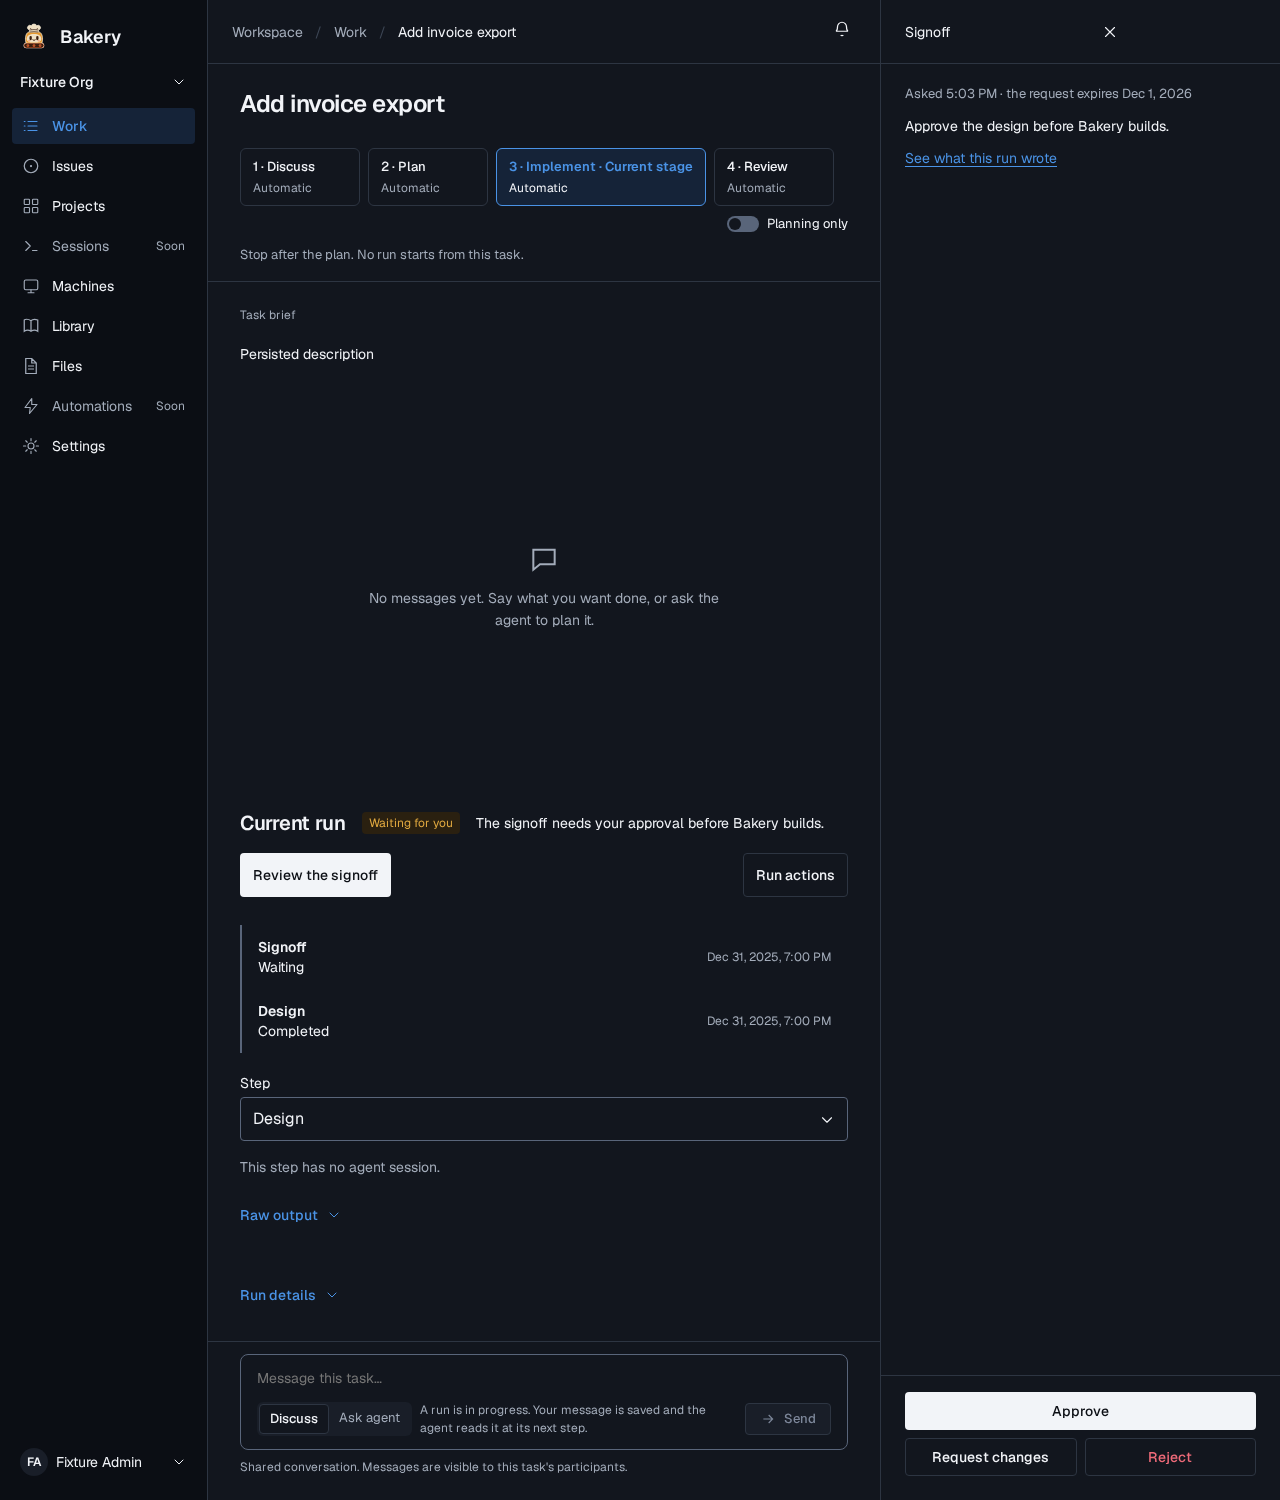 Bakery
Fixture Org
Work
Issues
Projects
Sessions Soon
Machines
Library
Files
Automations Soon
Settings
FA Fixture Admin
Workspace / Work / Add invoice export
Add invoice export
1 · Discuss
Automatic
2 · Plan
Automatic
3 · Implement · Current stage
Automatic
4 · Review
Automatic
Planning only
Stop after the plan. No run starts from this task.
Task brief
Persisted description
No messages yet. Say what you want done, or ask the
agent to plan it.
Current run Waiting for you The signoff needs your approval before Bakery builds.
Review the signoff Run actions
Signoff
Waiting
Dec 31, 2025, 7:00 PM
Design
Completed
Dec 31, 2025, 7:00 PM
Step
Design
This step has no agent session.
Raw output
Run details
Message this task...
Discuss Ask agent
A run is in progress. Your message is saved and the
agent reads it at its next step.
Send
Shared conversation. Messages are visible to this task's participants.
Signoff
Asked 5:03 PM · the request expires Dec 1, 2026
Approve the design before Bakery builds.
See what this run wrote
Approve
Request changes Reject